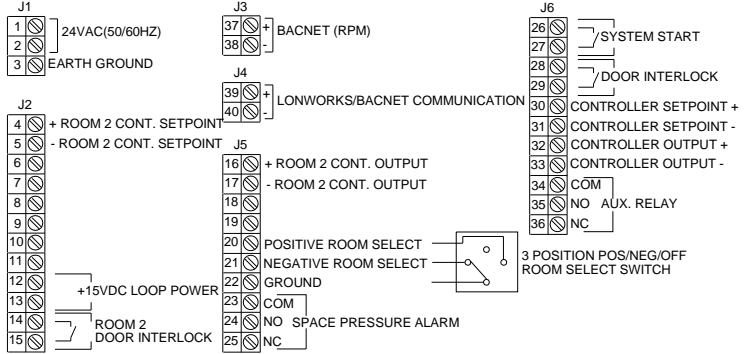 J1
1
2
24VAC(50/60HZ)
3 EARTH GROUND
J2
4 + ROOM 2 CONT. SETPOINT
5 - ROOM 2 CONT. SETPOINT
6
7
8
9
10
11
12
13
+15VDC LOOP POWER
14
15
ROOM 2
DOOR INTERLOCK
J3
37 +
38 -
BACNET (RPM)
J4
39 +
40 -
LONWORKS/BACNET COMMUNICATION
J5
16 + ROOM 2 CONT. OUTPUT
17 - ROOM 2 CONT. OUTPUT
18
19
20 POSITIVE ROOM SELECT
21 NEGATIVE ROOM SELECT
22 GROUND
23 COM
24 NO SPACE PRESSURE ALARM
25 NC
3 POSITION POS/NEG/OFF
ROOM SELECT SWITCH
J6
26
27
SYSTEM START
28
29
DOOR INTERLOCK
30 CONTROLLER SETPOINT +
31 CONTROLLER SETPOINT -
32 CONTROLLER OUTPUT +
33 CONTROLLER OUTPUT -
34 COM
35 NO AUX. RELAY
36 NC